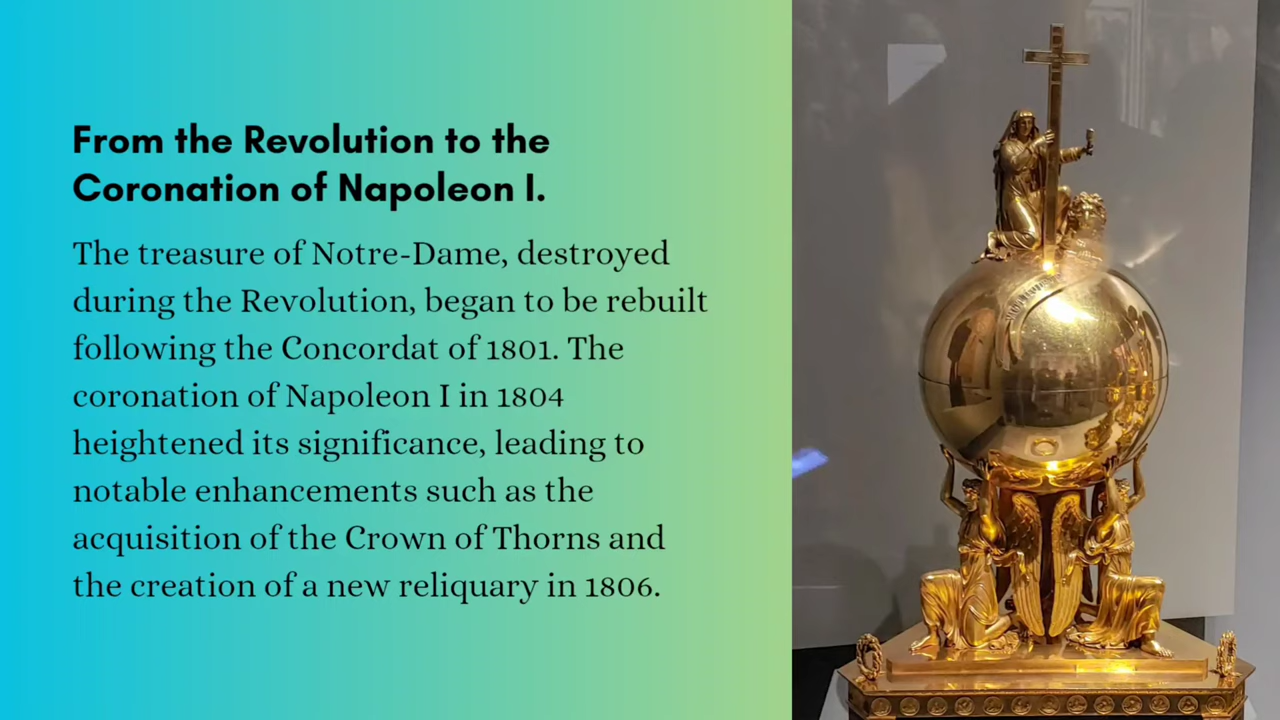 From the Revolution to the
Coronation of Napoleon I.
The treasure of Notre-Dame, destroyed
during the Revolution, began to be rebuilt
following the Concordat of 1801. The
coronation of Napoleon I in 1804
heightened its significance, leading to
notable enhancements such as the
acquisition of the Crown of Thorns and
the creation of a new reliquary in 1806.